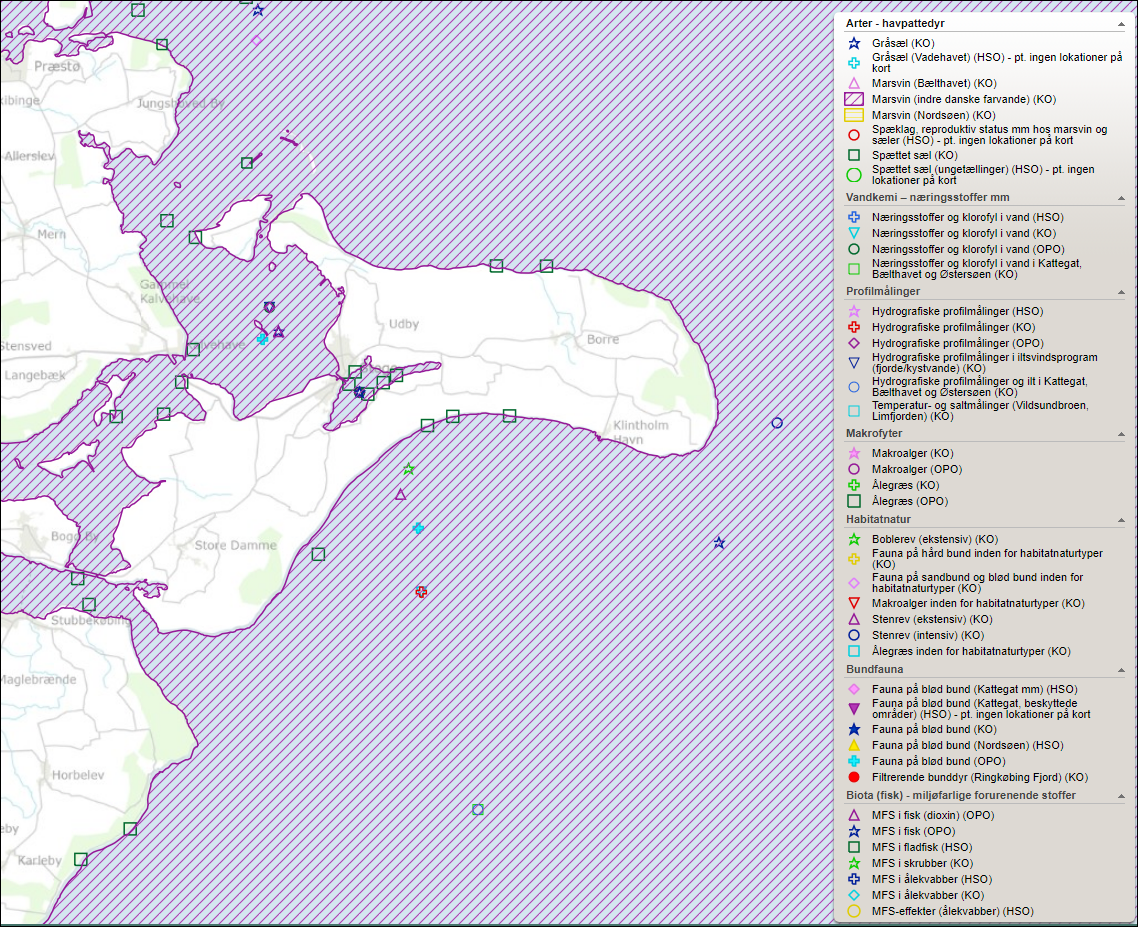 Præstø
Jungshoved By
Allerslev
Mern
Gammel
Kalvehave
Stensved
Langebæk
Udby
Borre
Klintholm
Havn
Bogø By
Store Damme
Stubbekøbing
Maglebrænde
Horbelev
Karleby
Arter - havpattedyr
Gråsæl (KO)
Gråsæl (Vadehavet) (HSO) - pt. ingen lokationer på
kort
Marsvin (Bælthavet) (KO)
Marsvin (indre danske farvande) (KO)
Marsvin (Nordsøen) (KO)
Spæklag, reproduktiv status mm hos marsvin og
sæler (HSO) - pt. ingen lokationer på kort
Spættet sæl (KO)
Spættet sæl (ungetællinger) (HSO) - pt. ingen
lokationer på kort
Vandkemi – næringsstoffer mm
Næringsstoffer og klorofyl i vand (HSO)
Næringsstoffer og klorofyl i vand (KO)
Næringsstoffer og klorofyl i vand (OPO)
Næringsstoffer og klorofyl i vand i Kattegat,
Bælthavet og Østersøen (KO)
Profilmålinger
Hydrografiske profilmålinger (HSO)
Hydrografiske profilmålinger (KO)
Hydrografiske profilmålinger (OPO)
Hydrografiske profilmålinger i iltsvindsprogram
(fjorde/kystvande) (KO)
Hydrografiske profilmålinger og ilt i Kattegat,
Bælthavet og Østersøen (KO)
Temperatur- og saltmålinger (Vildsundbroen,
Limfjorden) (KO)
Makrofyter
Makroalger (KO)
Makroalger (OPO)
Ålegræs (KO)
Ålegræs (OPO)
Habitatnatur
Boblerev (ekstensiv) (KO)
Fauna på hård bund inden for habitatnaturtyper
(KO)
Fauna på sandbund og blød bund inden for
habitatnaturtyper (KO)
Makroalger inden for habitatnaturtyper (KO)
Stenrev (ekstensiv) (KO)
Stenrev (intensiv) (KO)
Ålegræs inden for habitatnaturtyper (KO)
Bundfauna
Fauna på blød bund (Kattegat mm) (HSO)
Fauna på blød bund (Kattegat, beskyttede
områder) (HSO) - pt. ingen lokationer på kort
Fauna på blød bund (KO)
Fauna på blød bund (Nordsøen) (HSO)
Fauna på blød bund (OPO)
Filtrerende bunddyr (Ringkøbing Fjord) (KO)
Biota (fisk) - miljøfarlige forurenende stoffer
MFS i fisk (dioxin) (OPO)
MFS i fisk (OPO)
MFS i fladfisk (HSO)
MFS i skrubber (KO)
MFS i ålekvabber (HSO)
MFS i ålekvabber (KO)
MFS-effekter (ålekvabber) (HSO)